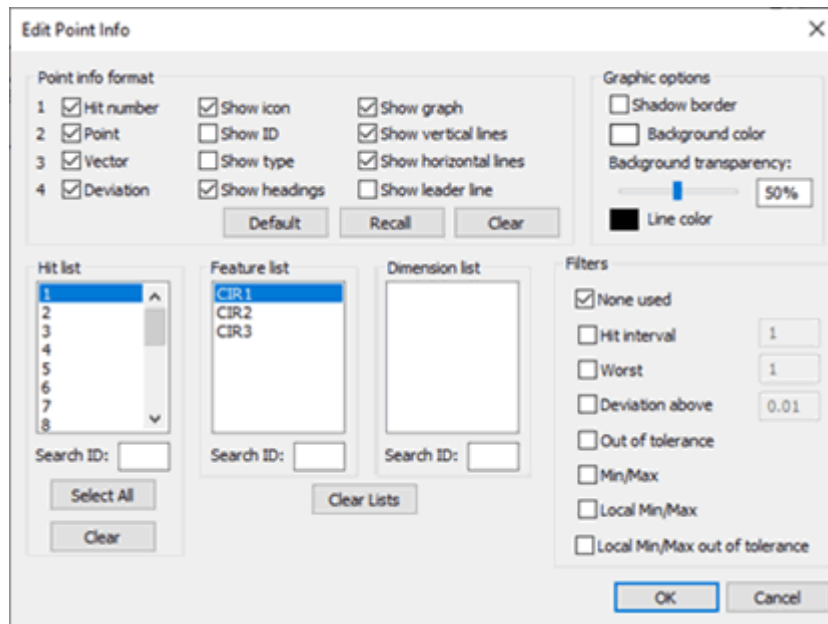 Edit Point Info
Point info format
1 Hit number Show icon Show graph
2 Point Show ID Show vertical lines
3 Vector Show type Show horizontal lines
4 Deviation Show headings Show leader line
Default Recall Clear
Graphic options
Shadow border
Background color
Background transparency:
50%
Line color
Hit list
1
2
3
4
5
6
7
8
Search ID:
Select All
Clear
Feature list
CIR1
CIR2
CIR3
Search ID:
Dimension list
Search ID:
Clear Lists
Filters
None used
Hit interval 1
Worst 1
Deviation above 0.01
Out of tolerance
Min/Max
Local Min/Max
Local Min/Max out of tolerance
OK Cancel